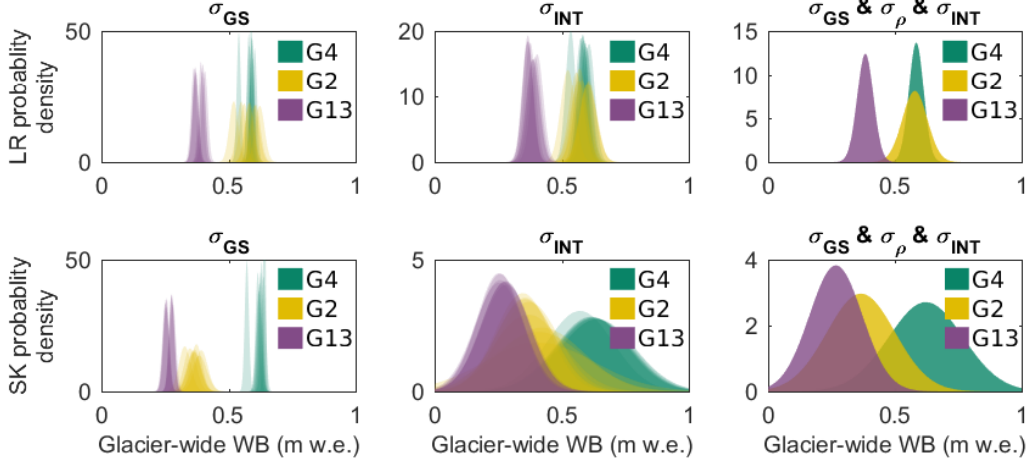 σGS
σINT
σGS & σρ & σINT
LR probablity
density
50
0
G4
G2
G13
20
10
0
G4
G2
G13
15
10
5
0
G4
G2
G13
0 0.5 1
0 0.5 1
0 0.5 1
σGS
σINT
σGS & σρ & σINT
SK probablity
density
50
0
G4
G2
G13
5
0
G4
G2
G13
4
2
0
G4
G2
G13
0 0.5 1
0 0.5 1
0 0.5 1
Glacier-wide WB (m w.e.)
Glacier-wide WB (m w.e.)
Glacier-wide WB (m w.e.)